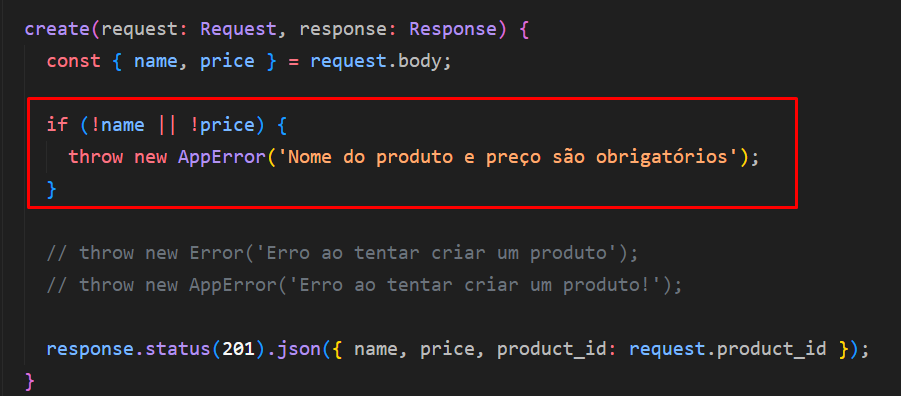 create(request: Request, response: Response) {
const { name, price } = request.body;
if (!name || !price) {
throw new AppError('Nome do produto e preço são obrigatórios');
}
// throw new Error('Erro ao tentar criar um produto');
// throw new AppError('Erro ao tentar criar um produto!');
response.status(201).json({ name, price, product_id: request.product_id });
}